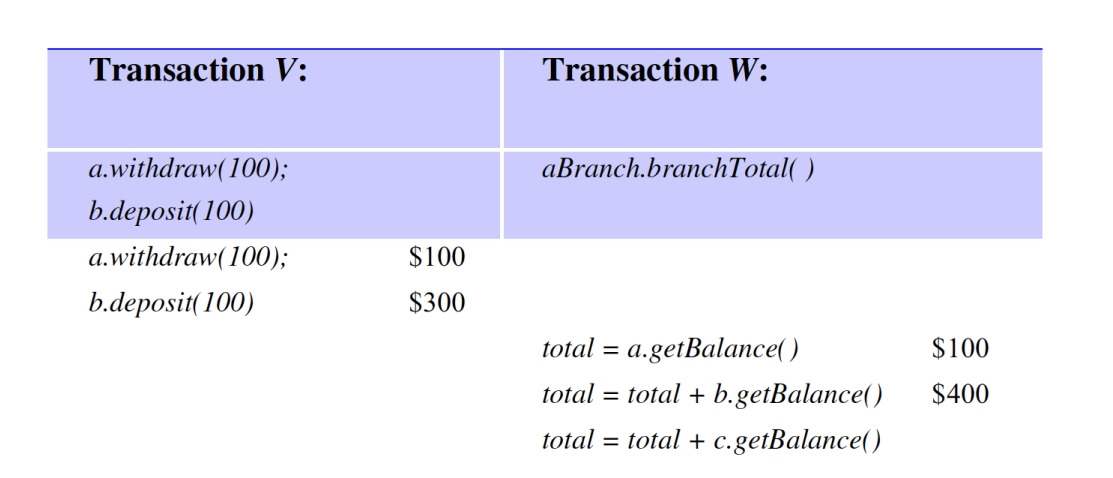 Transaction V: Transaction W:
a.withdraw(100); aBranch.branchTotal( )
b.deposit(100)
a.withdraw(100); $100
b.deposit(100) $300
total = a.getBalance( ) $100
total = total + b.getBalance() $400
total = total + c.getBalance()